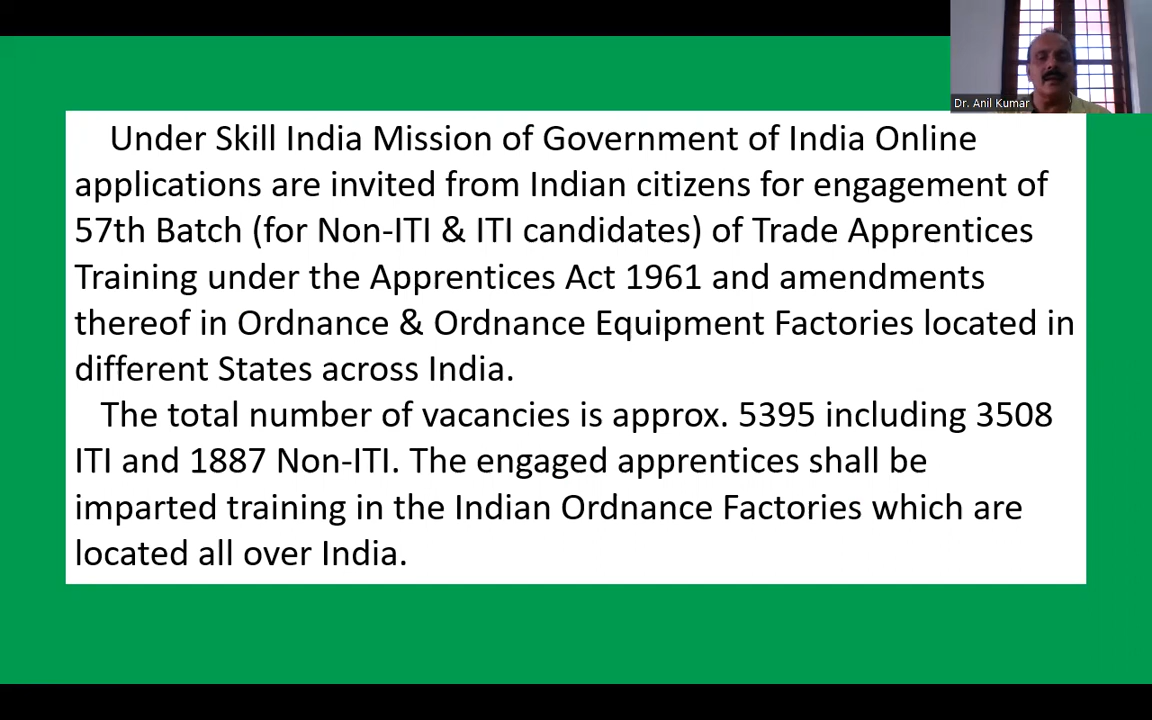 Dr. Anil Kumar
Under Skill India Mission of Government of India Online
applications are invited from Indian citizens for engagement of
57th Batch (for Non-ITI & ITI candidates) of Trade Apprentices
Training under the Apprentices Act 1961 and amendments
thereof in Ordnance & Ordnance Equipment Factories located in
different States across India.
The total number of vacancies is approx. 5395 including 3508
ITI and 1887 Non-ITI. The engaged apprentices shall be
imparted training in the Indian Ordnance Factories which are
located all over India.